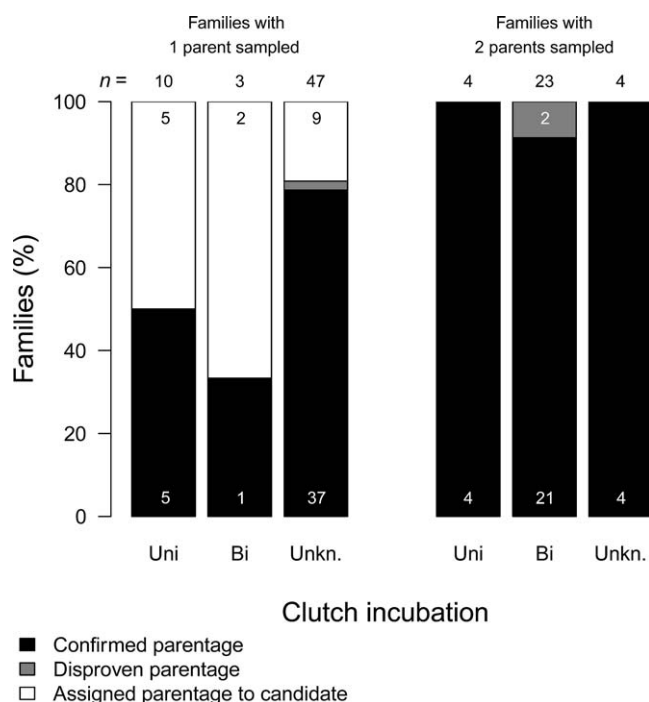 Families with
1 parent sampled
Families with
2 parents sampled
n = 10 3 47 4 23 4
100
80
60
40
20
0
Families (%)
5 2 9 2
5 1 37 4 21 4
Uni Bi Unkn. Uni Bi Unkn.
Clutch incubation
Confirmed parentage
Disproven parentage
Assigned parentage to candidate